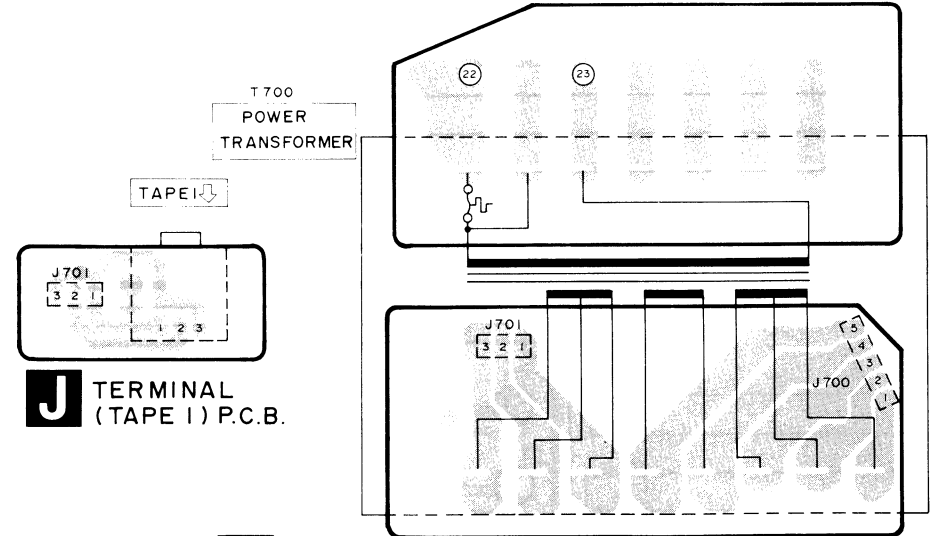 22
23
T700
POWER
TRANSFORMER
TAPE1
J701
3 2 1
1 2 3
J701
3 2 1
J700
5
4
3
2
1
J TERMINAL
(TAPE 1) P.C.B.